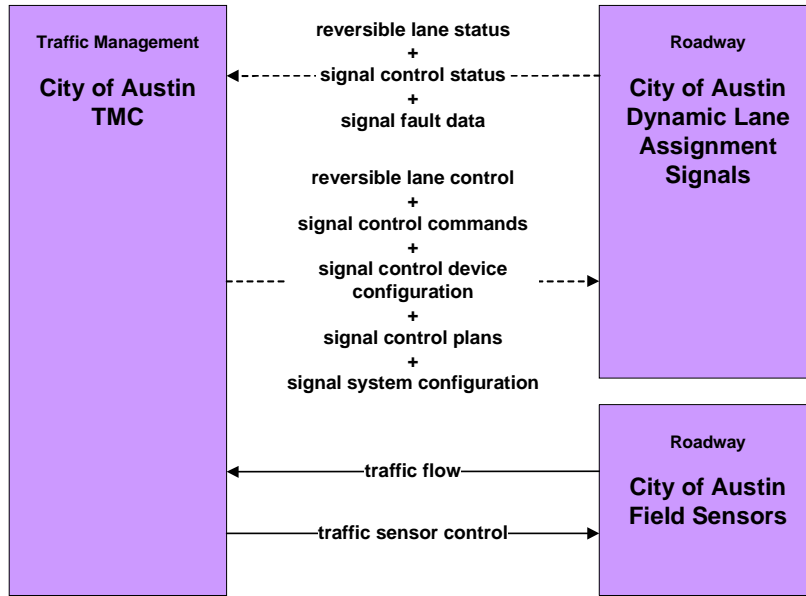 Traffic Management
City of Austin
TMC
reversible lane status
+
signal control status
+
signal fault data
reversible lane control
+
signal control commands
+
signal control device
configuration
+
signal control plans
+
signal system configuration
traffic flow
traffic sensor control
Roadway
City of Austin
Dynamic Lane
Assignment
Signals
Roadway
City of Austin
Field Sensors